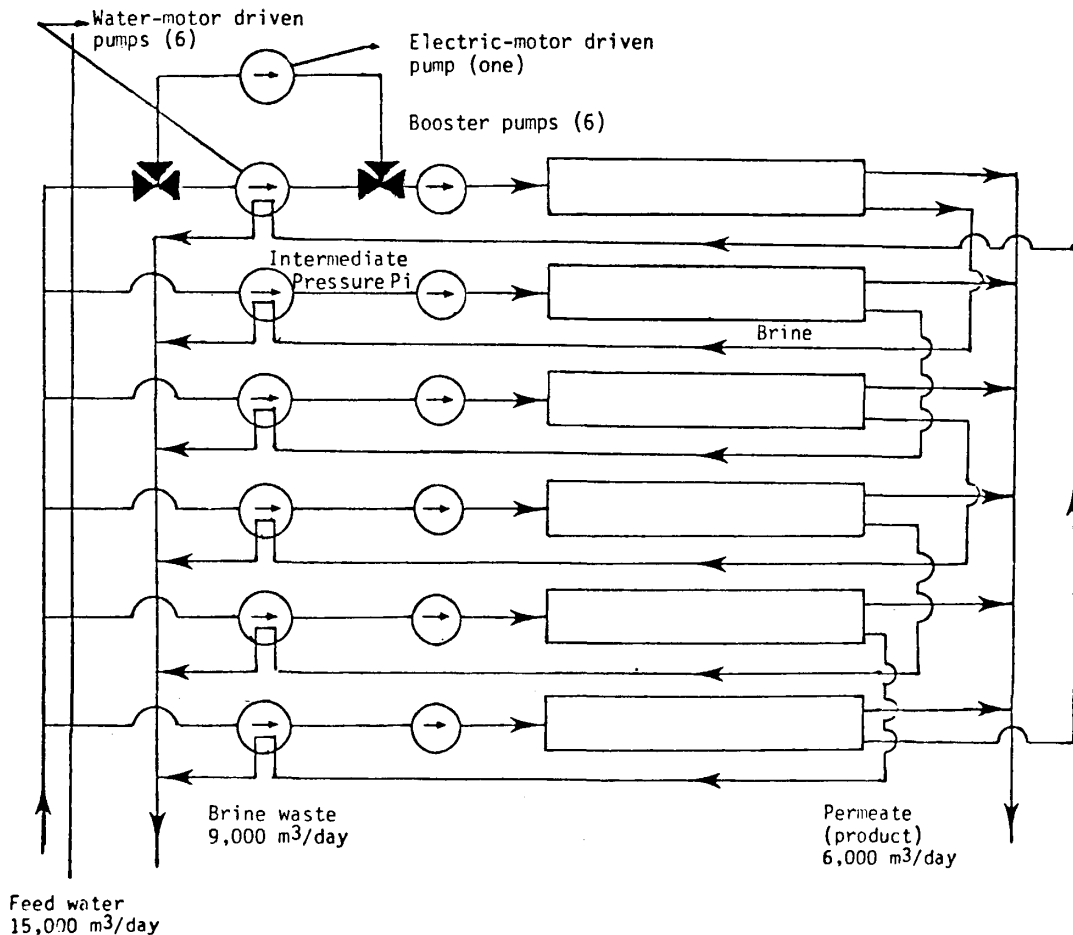 Water-motor driven
pumps (6)
Electric-motor driven
pump (one)
Booster pumps (6)
Intermediate
Pressure Pi
Brine
Brine waste
9,000 m3/day
Permeate
(product)
6,000 m3/day
Feed water
15,000 m3/day